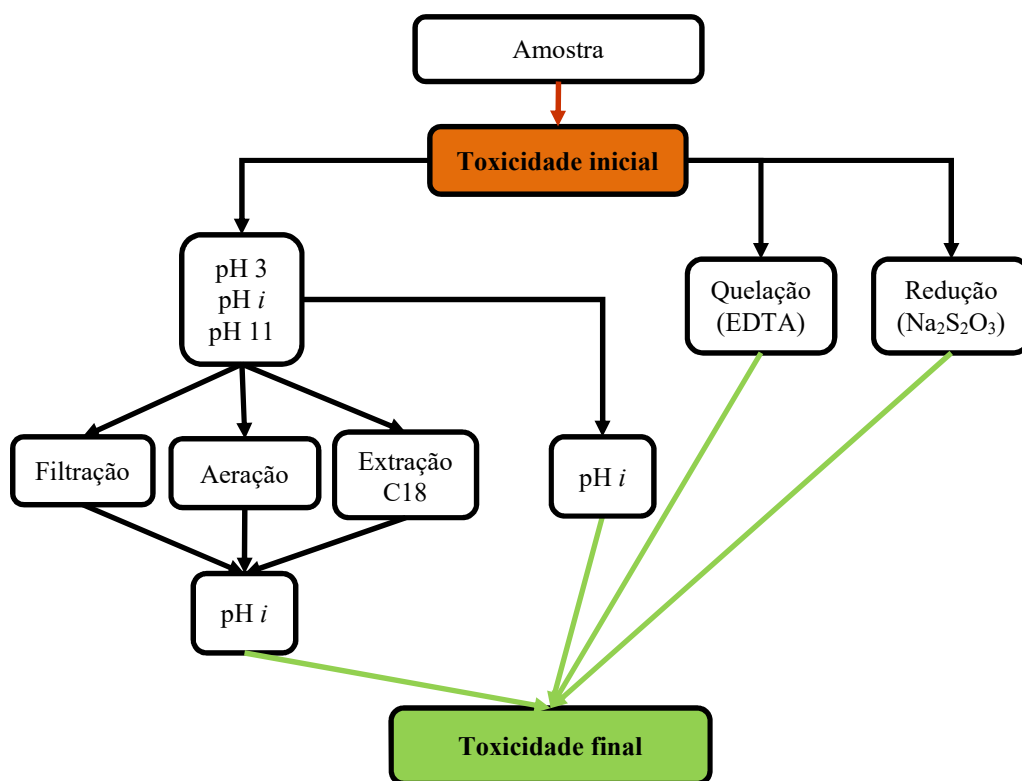 Amostra
Toxicidade inicial
pH 3
pH i
pH 11
Quelação
(EDTA)
Redução
(Na₂S₂O₃)
Filtração
Aeração
Extração
C18
pH i
pH i
Toxicidade final